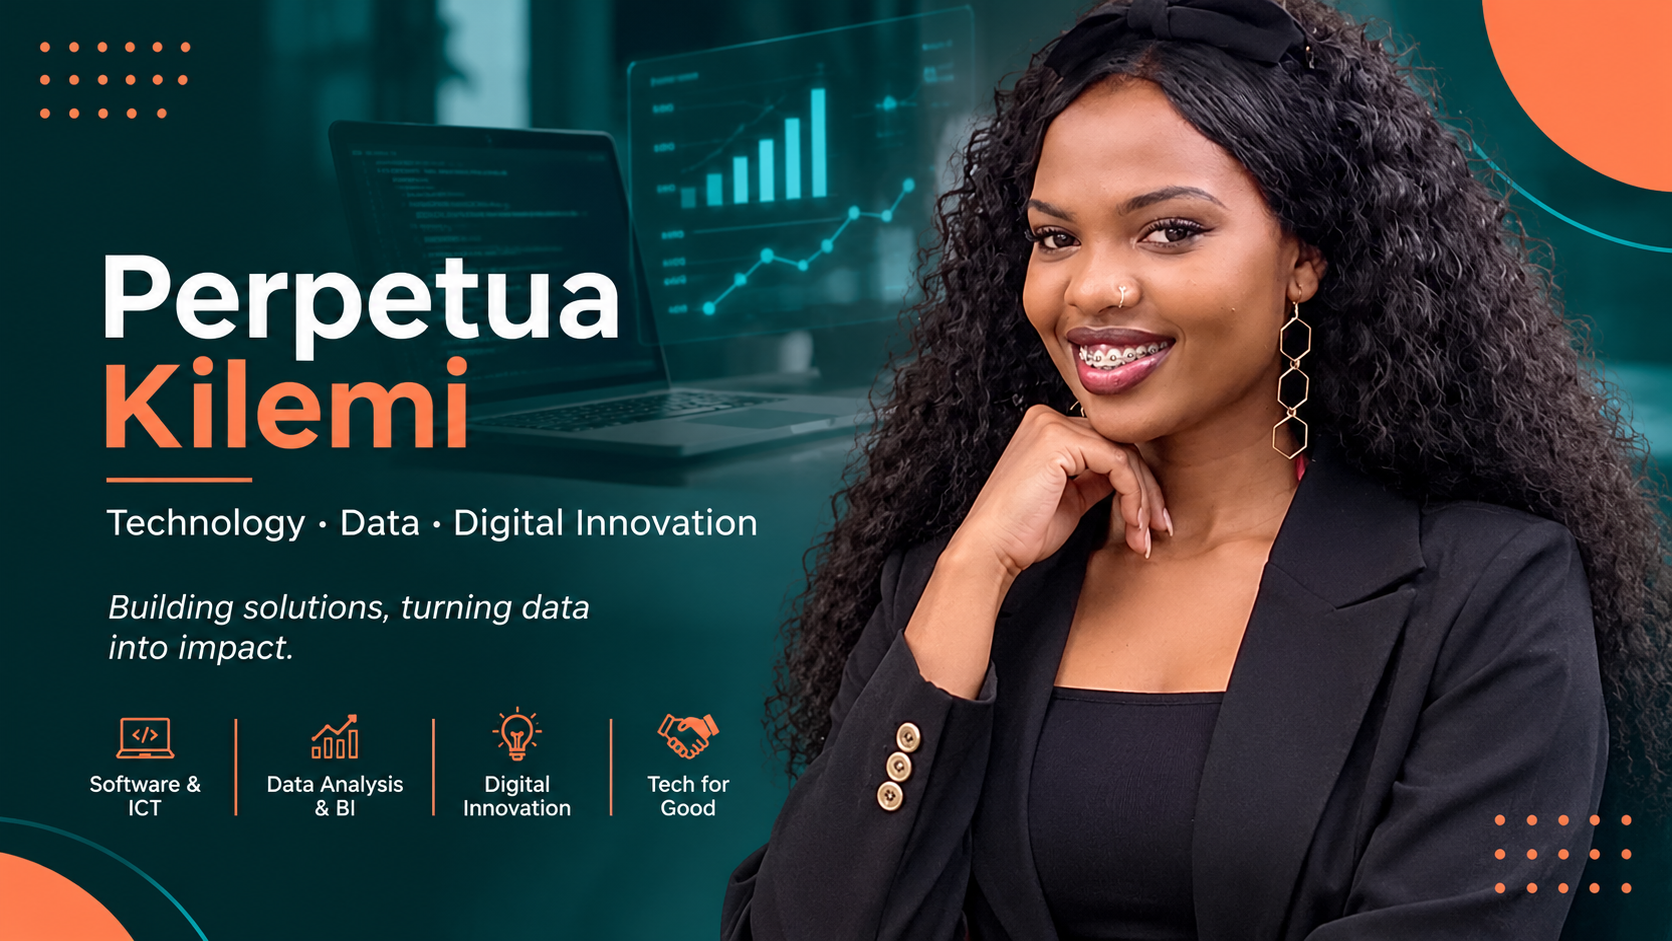 Perpetua
Kilemi
Technology • Data • Digital Innovation
Building solutions, turning data
into impact.
Software &
ICT
Data Analysis
& BI
Digital
Innovation
Tech for
Good